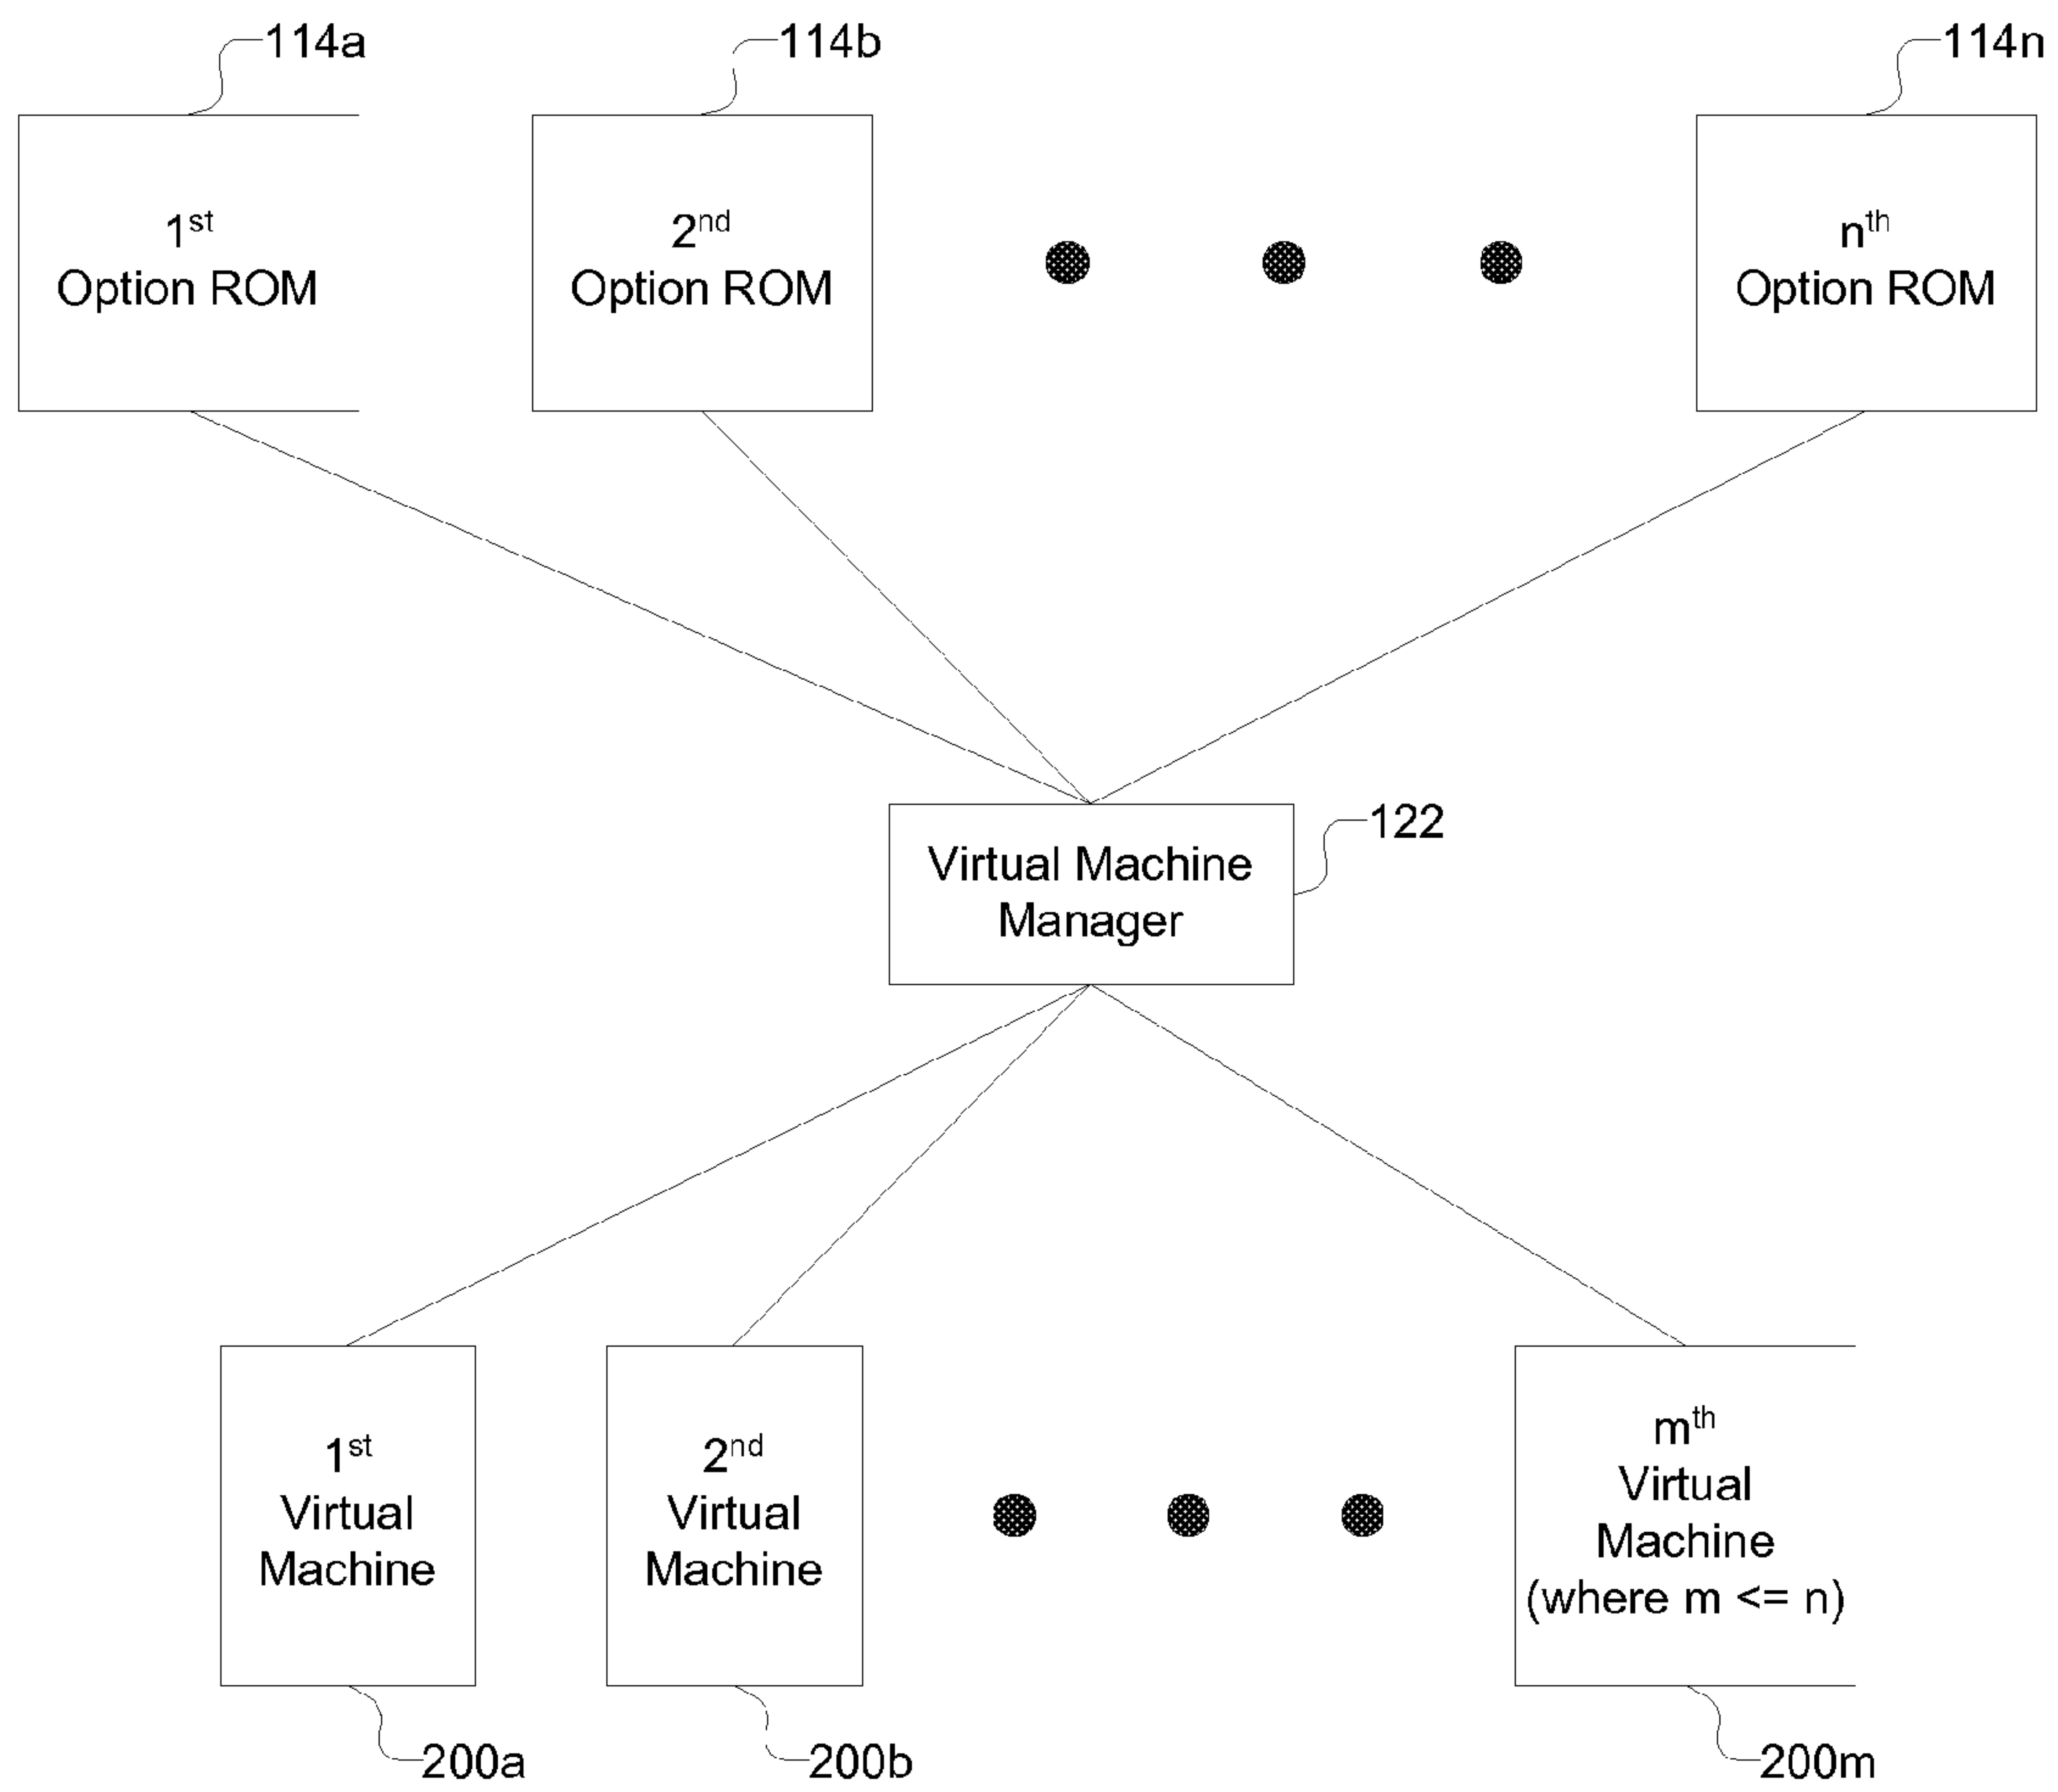 114a
114b
114n
1st
Option ROM
2nd
Option ROM
nth
Option ROM
Virtual Machine
Manager
122
1st
Virtual
Machine
2nd
Virtual
Machine
mth
Virtual
Machine
(where m <= n)
200a
200b
200m